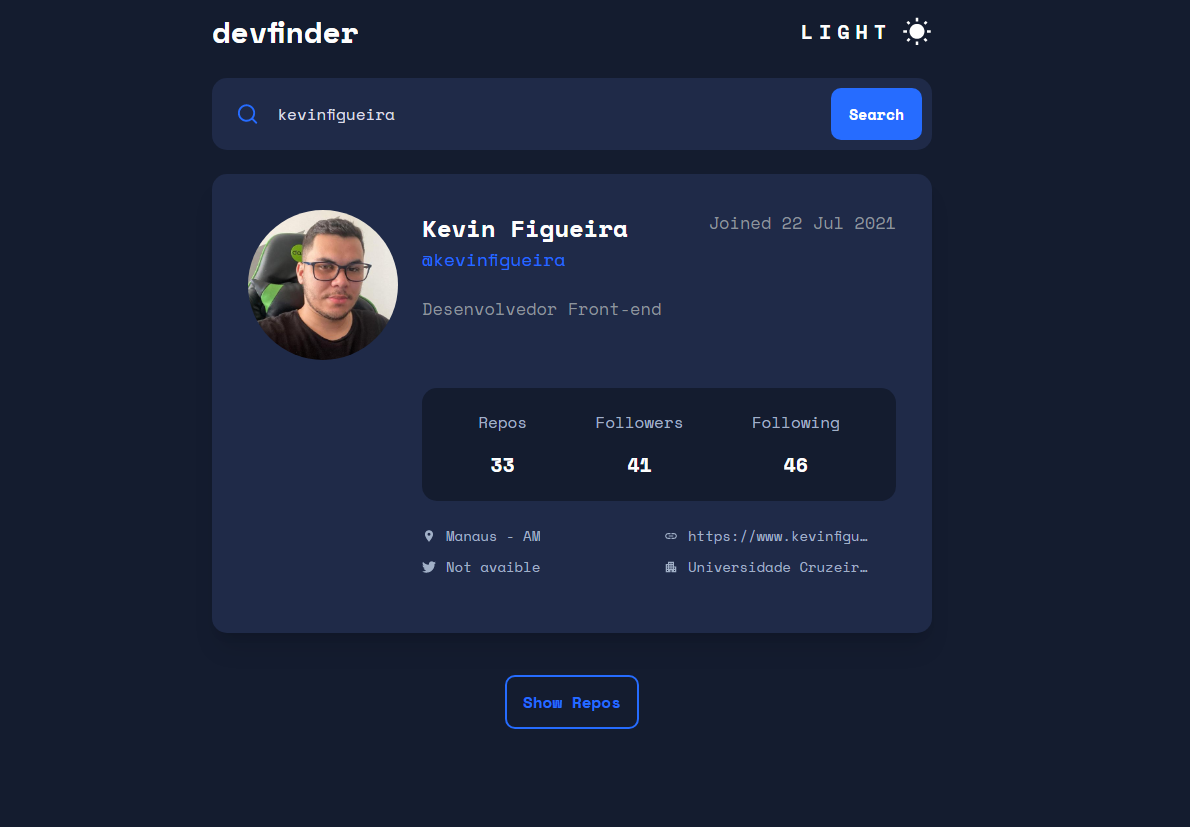 devfinder
LIGHT
kevinfigueira
Search
Kevin Figueira
Joined 22 Jul 2021
@kevinfigueira
Desenvolvedor Front-end
Repos Followers Following
33 41 46
Manaus - AM
https://www.kevinfigu…
Not avaible
Universidade Cruzeir…
Show Repos